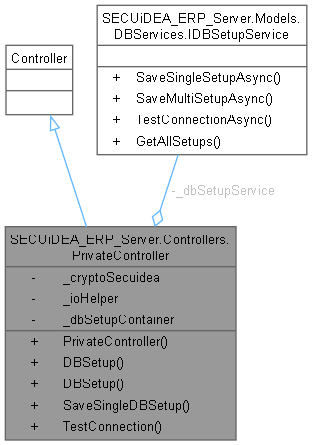 SECUiDEA_ERP_Server.Models.
DBServices.IDBSetupService
+ SaveSingleSetupAsync()
+ SaveMultiSetupAsync()
+ TestConnectionAsync()
+ GetAllSetups()
Controller
-_dbSetupService
SECUiDEA_ERP_Server.Controllers.
PrivateController
- _cryptoSecuidea
- _ioHelper
- _dbSetupContainer
+ PrivateController()
+ DBSetup()
+ DBSetup()
+ SaveSingleDBSetup()
+ TestConnection()